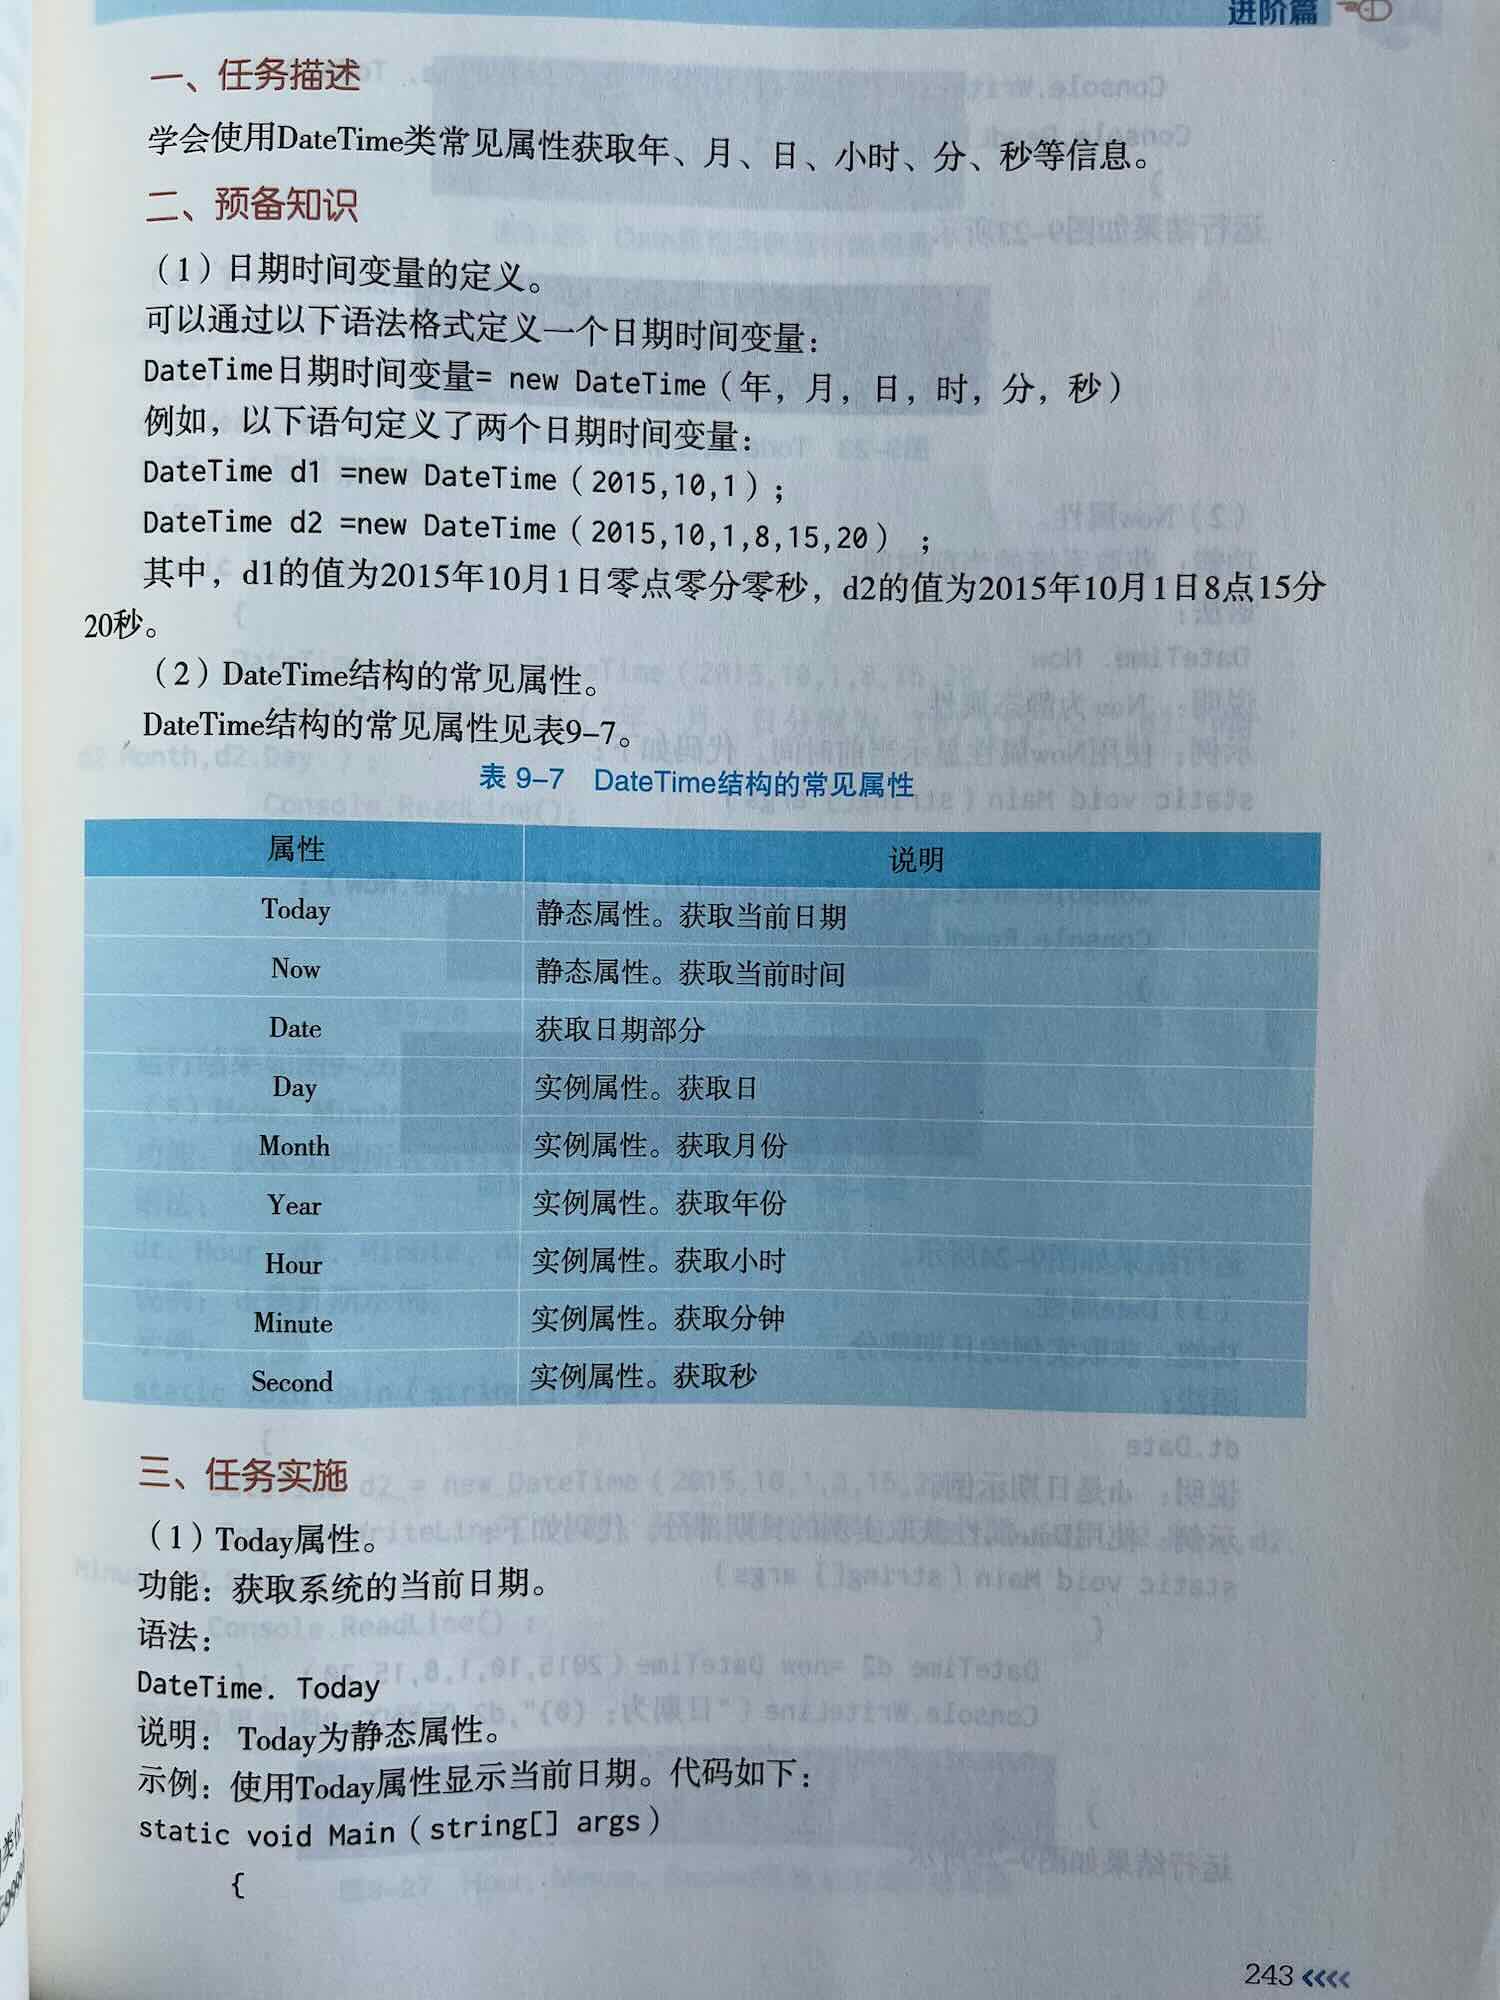 进阶篇
一、任务描述
学会使用DateTime类常见属性获取年、月、日、小时、分、秒等信息。
二、预备知识
（1）日期时间变量的定义。
可以通过以下语法格式定义一个日期时间变量：
DateTime日期时间变量= new DateTime（年，月，日，时，分，秒）
例如，以下语句定义了两个日期时间变量：
DateTime d1 =new DateTime（2015,10,1）；
DateTime d2 =new DateTime（2015,10,1,8,15,20） ；
其中，d1的值为2015年10月1日零点零分零秒，d2的值为2015年10月1日8点15分
20秒。
（2）DateTime结构的常见属性。
DateTime结构的常见属性见表9-7。
表 9-7 DateTime结构的常见属性
属性 说明
Today 静态属性。获取当前日期
Now 静态属性。获取当前时间
Date 获取日期部分
Day 实例属性。获取日
Month 实例属性。获取月份
Year 实例属性。获取年份
Hour 实例属性。获取小时
Minute 实例属性。获取分钟
Second 实例属性。获取秒
三、任务实施
（1）Today属性。
功能：获取系统的当前日期。
语法：
DateTime. Today
说明：Today为静态属性。
示例：使用Today属性显示当前日期。代码如下：
static void Main（string[] args）
{
243